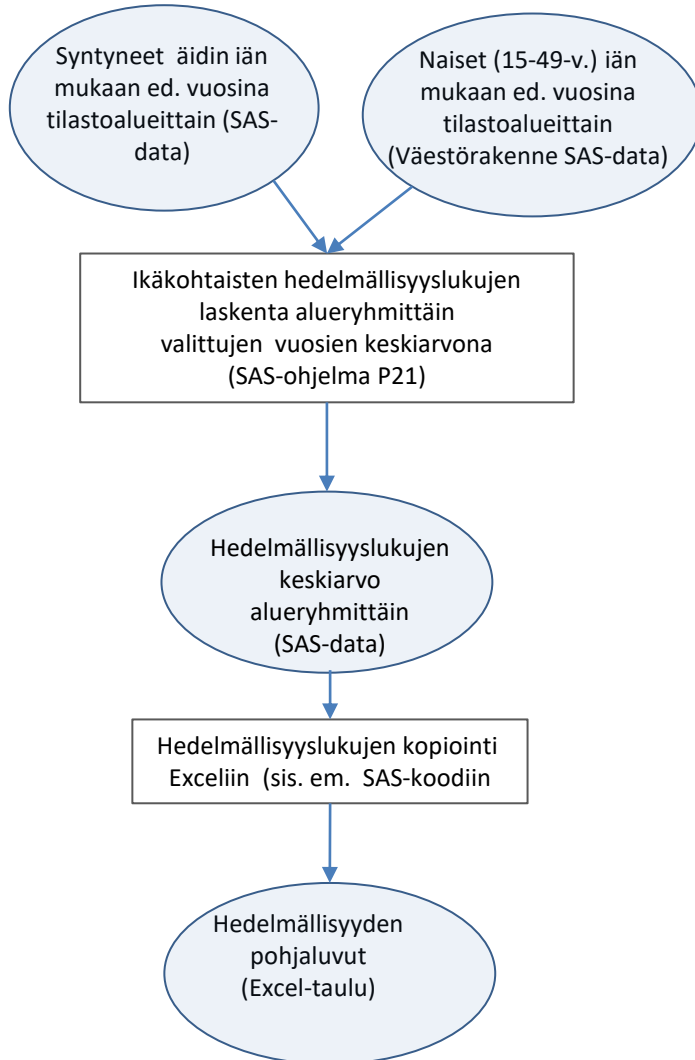 Syntyneet äidin iän
mukaan ed. vuosina
tilastoalueittain (SAS-
data)
Naiset (15-49-v.) iän
mukaan ed. vuosina
tilastoalueittain
(Väestörakenne SAS-data)
Ikäkohtaisten hedelmällisyyslukujen
laskenta alueryhmittäin
valittujen vuosien keskiarvona
(SAS-ohjelma P21)
Hedelmällisyyslukujen
keskiarvo
alueryhmittäin
(SAS-data)
Hedelmällisyyslukujen kopiointi
Exceliin (sis. em. SAS-koodiin
Hedelmällisyyden
pohjaluvut
(Excel-taulu)